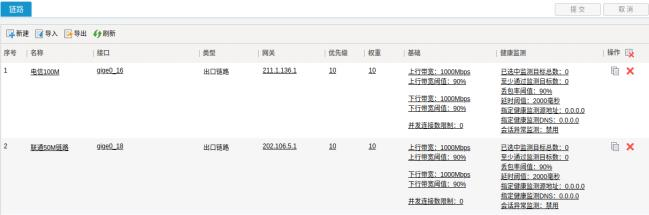 链路
提 交
取 消
新建 导入 导出 刷新
序号 名称 接口 类型 网关 优先级 权重 基础 健康监测 操作
1 电信100M gige0_16 出口链路 211.1.136.1 10 10
上行带宽：1000Mbps
上行带宽阈值：90%
下行带宽：1000Mbps
下行带宽阈值：90%
并发连接数限制：0
已选中监测目标总数：0
至少通过监测目标数：0
丢包率阈值：90%
延时阈值：2000毫秒
指定健康监测源地址：0.0.0.0
指定健康监测DNS：0.0.0.0
会话异常监测：禁用
2 联通50M链路 gige0_18 出口链路 202.106.5.1 10 10
上行带宽：1000Mbps
上行带宽阈值：90%
下行带宽：1000Mbps
下行带宽阈值：90%
并发连接数限制：0
已选中监测目标总数：0
至少通过监测目标数：0
丢包率阈值：90%
延时阈值：2000毫秒
指定健康监测源地址：0.0.0.0
指定健康监测DNS：0.0.0.0
会话异常监测：禁用